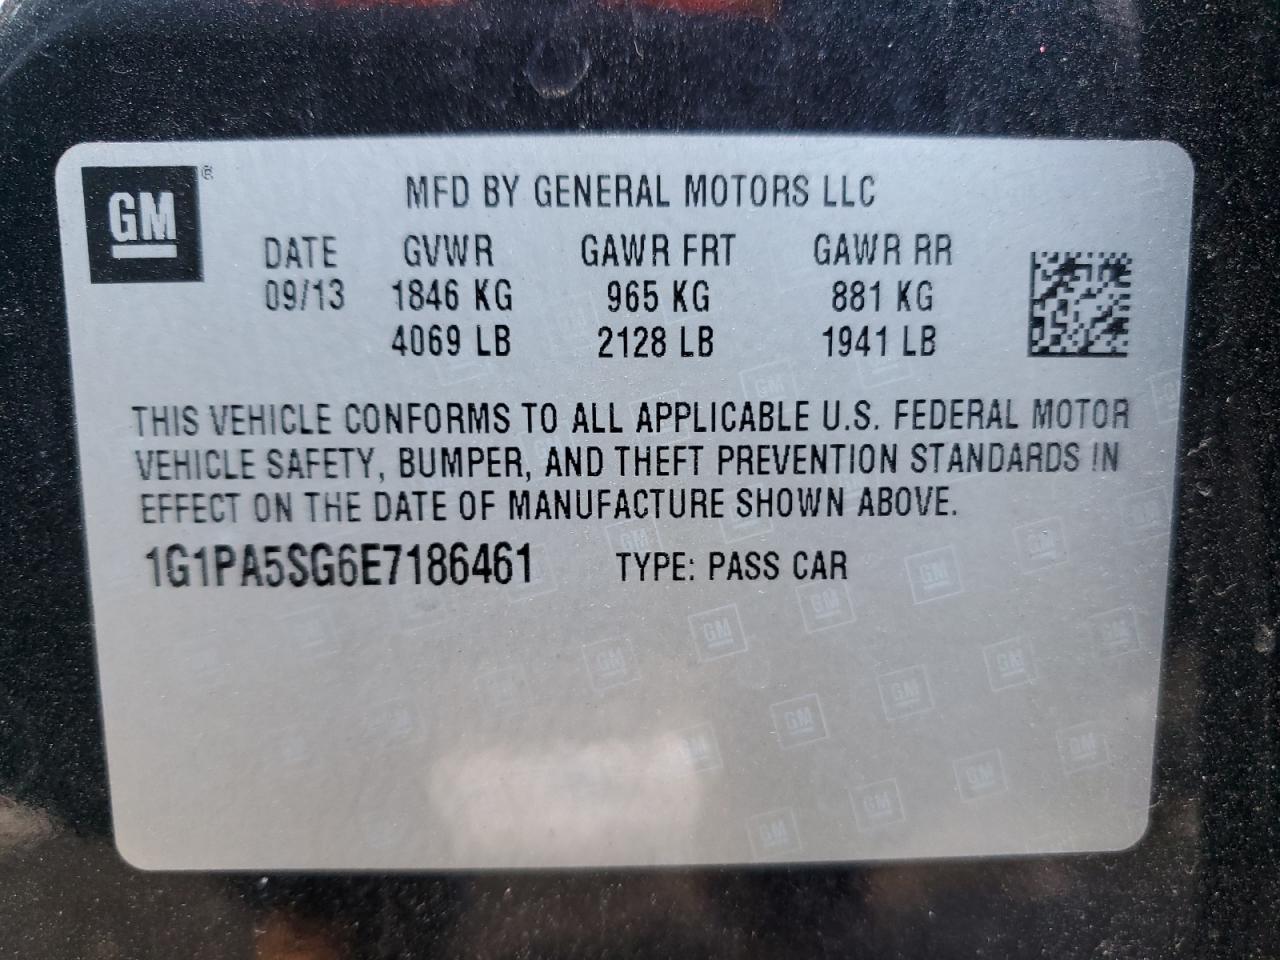 GM ®
MFD BY GENERAL MOTORS LLC
DATE GVWR GAWR FRT GAWR RR
09/13 1846 KG 965 KG 881 KG
4069 LB 2128 LB 1941 LB
THIS VEHICLE CONFORMS TO ALL APPLICABLE U.S. FEDERAL MOTOR
VEHICLE SAFETY, BUMPER, AND THEFT PREVENTION STANDARDS IN
EFFECT ON THE DATE OF MANUFACTURE SHOWN ABOVE.
1G1PA5SG6E7186461 TYPE: PASS CAR